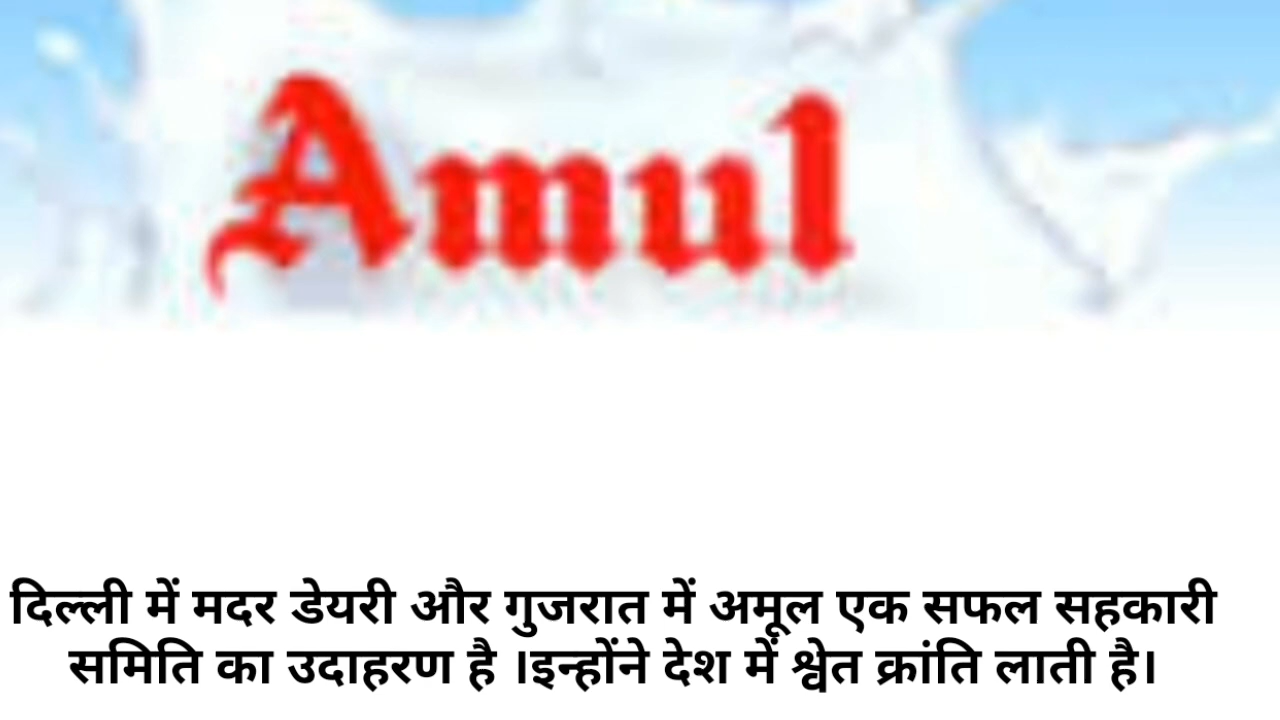 Amul
दिल्ली में मदर डेयरी और गुजरात में अमूल एक सफल सहकारी
समिति का उदाहरण है ।इन्होंने देश में श्वेत क्रांति लाती है।